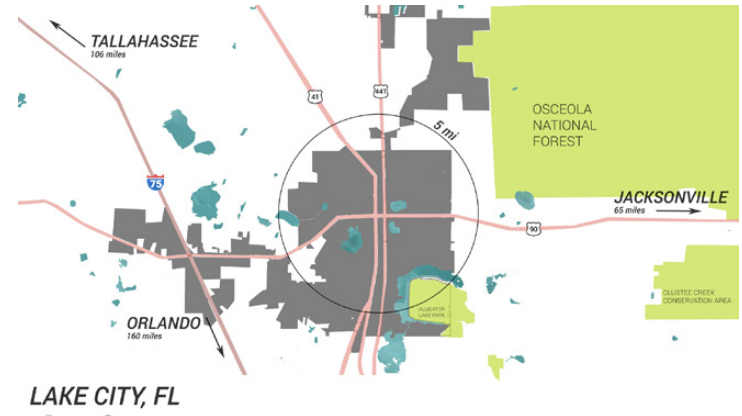 TALLAHASSEE
106 miles
41
441
5 mi
OSCEOLA
NATIONAL
FOREST
75
JACKSONVILLE
65 miles
90
OLUSTEE CREEK
CONSERVATION AREA
ALLIGATOR
LAKE PARK
ORLANDO
160 miles
LAKE CITY, FL